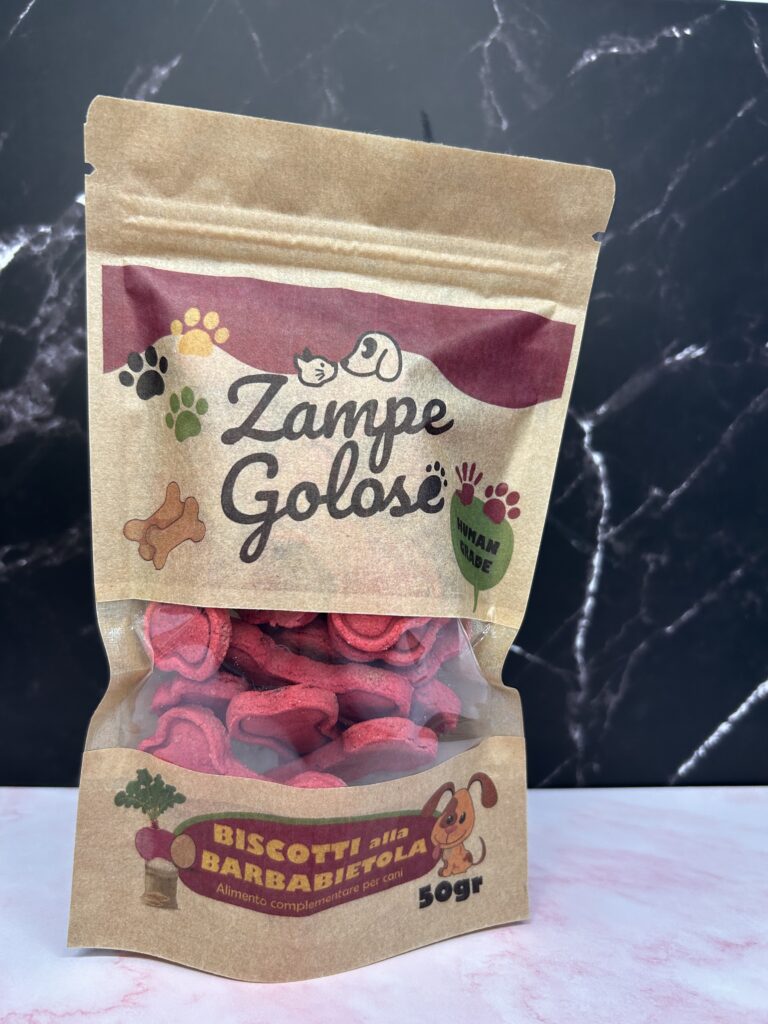 Zampe
Golose
HUMAN
GRADE
BISCOTTI alla
BARBABIETOLA
Alimento complementare per cani
50gr